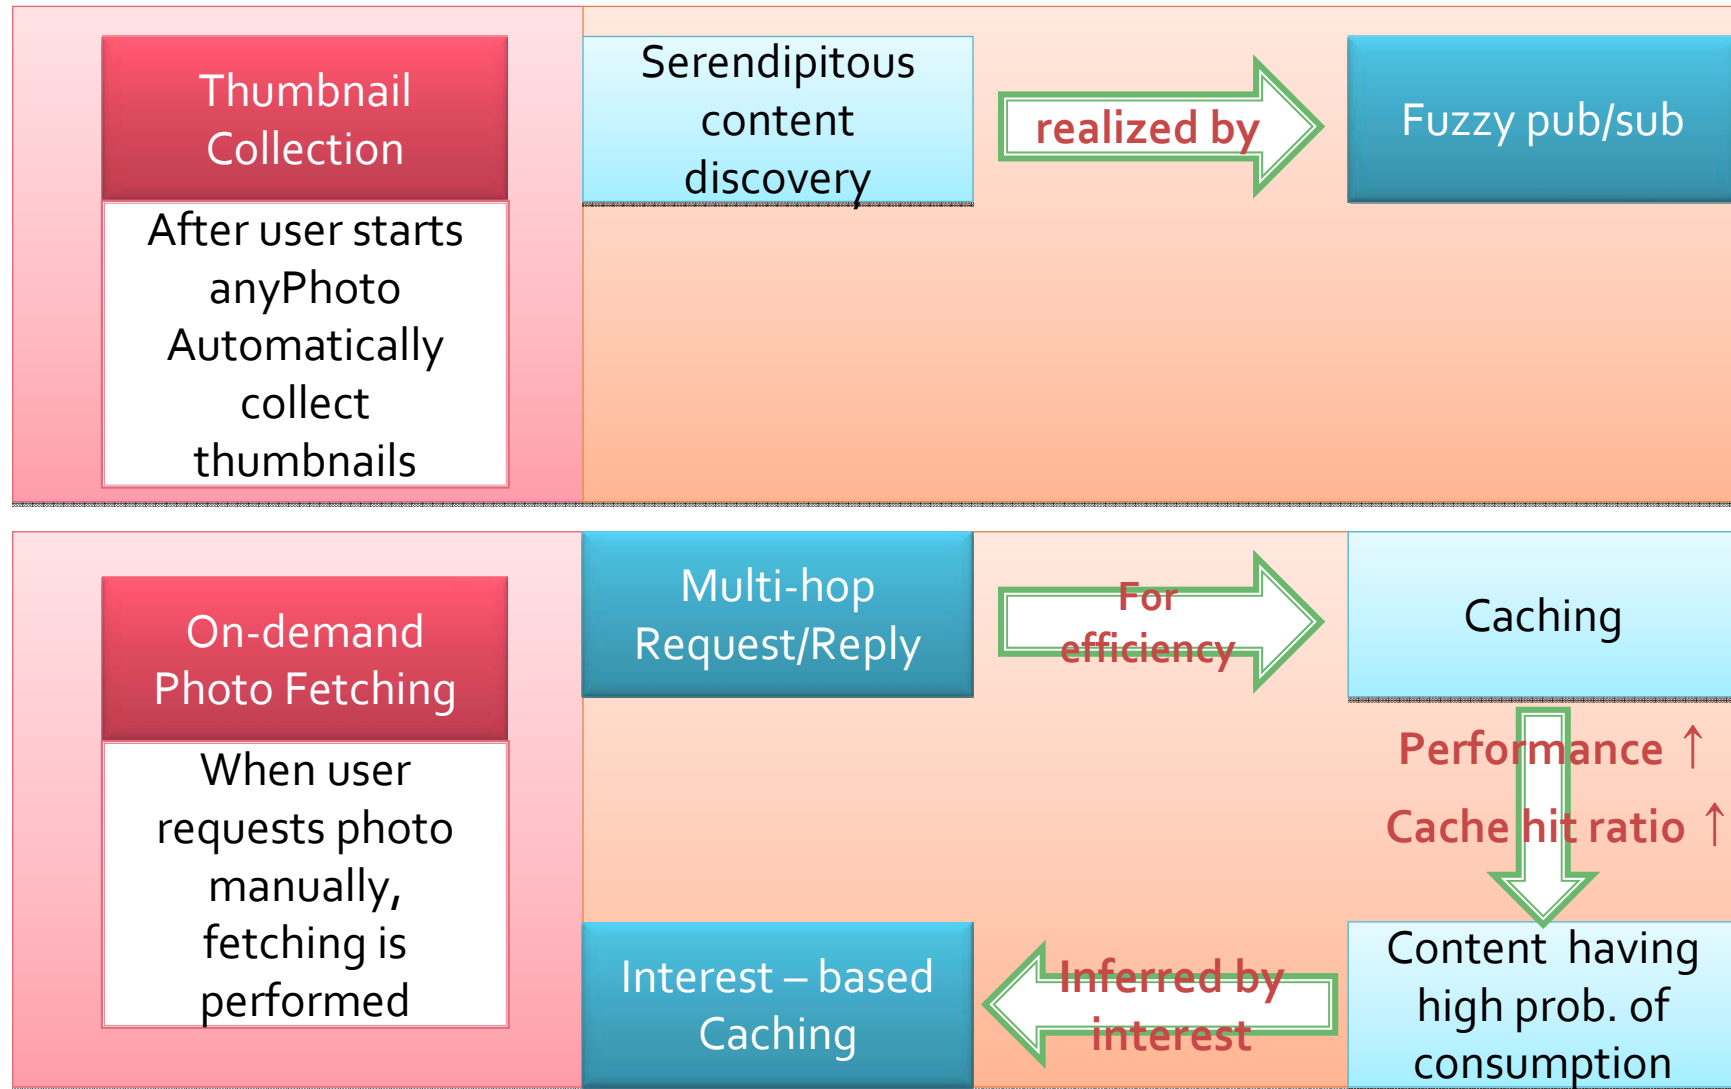 Thumbnail
Collection
After user starts
anyPhoto
Automatically
collect
thumbnails
Serendipitous
content
discovery
realized by
Fuzzy pub/sub
On-demand
Photo Fetching
When user
requests photo
manually,
fetching is
performed
Multi-hop
Request/Reply
For
efficiency
Caching
Performance ↑
Cache hit ratio ↑
Content having
high prob. of
consumption
Inferred by
interest
Interest – based
Caching